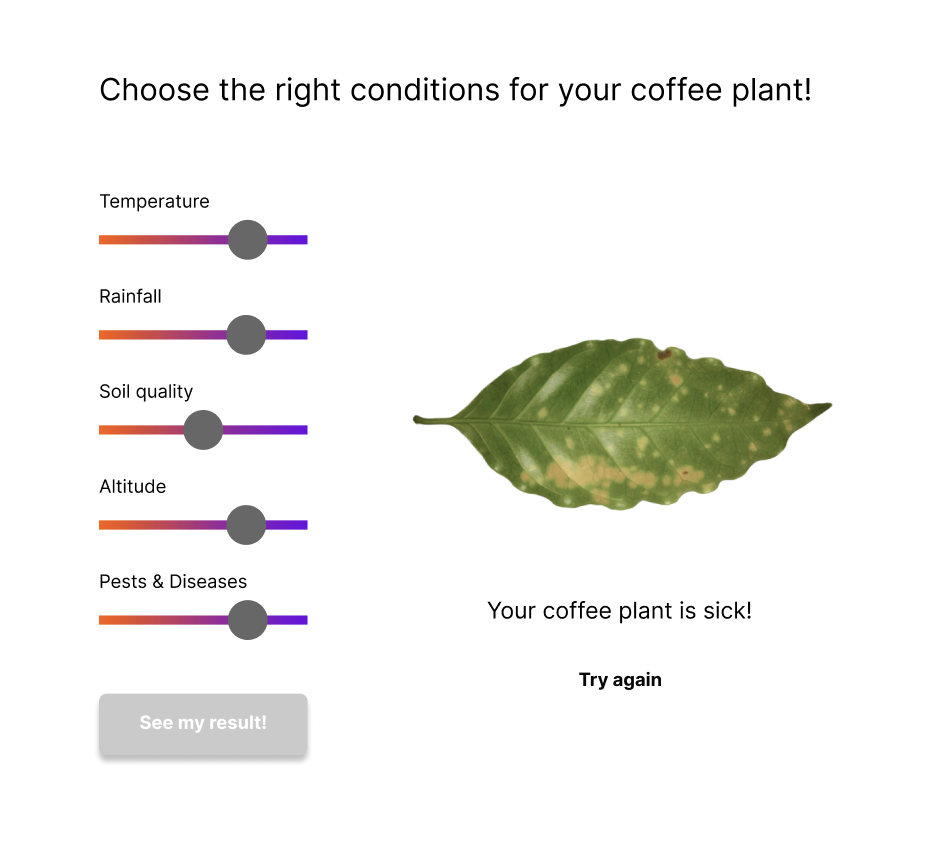 Choose the right conditions for your coffee plant!
Temperature
Rainfall
Soil quality
Altitude
Pests & Diseases
See my result!
Your coffee plant is sick!
Try again